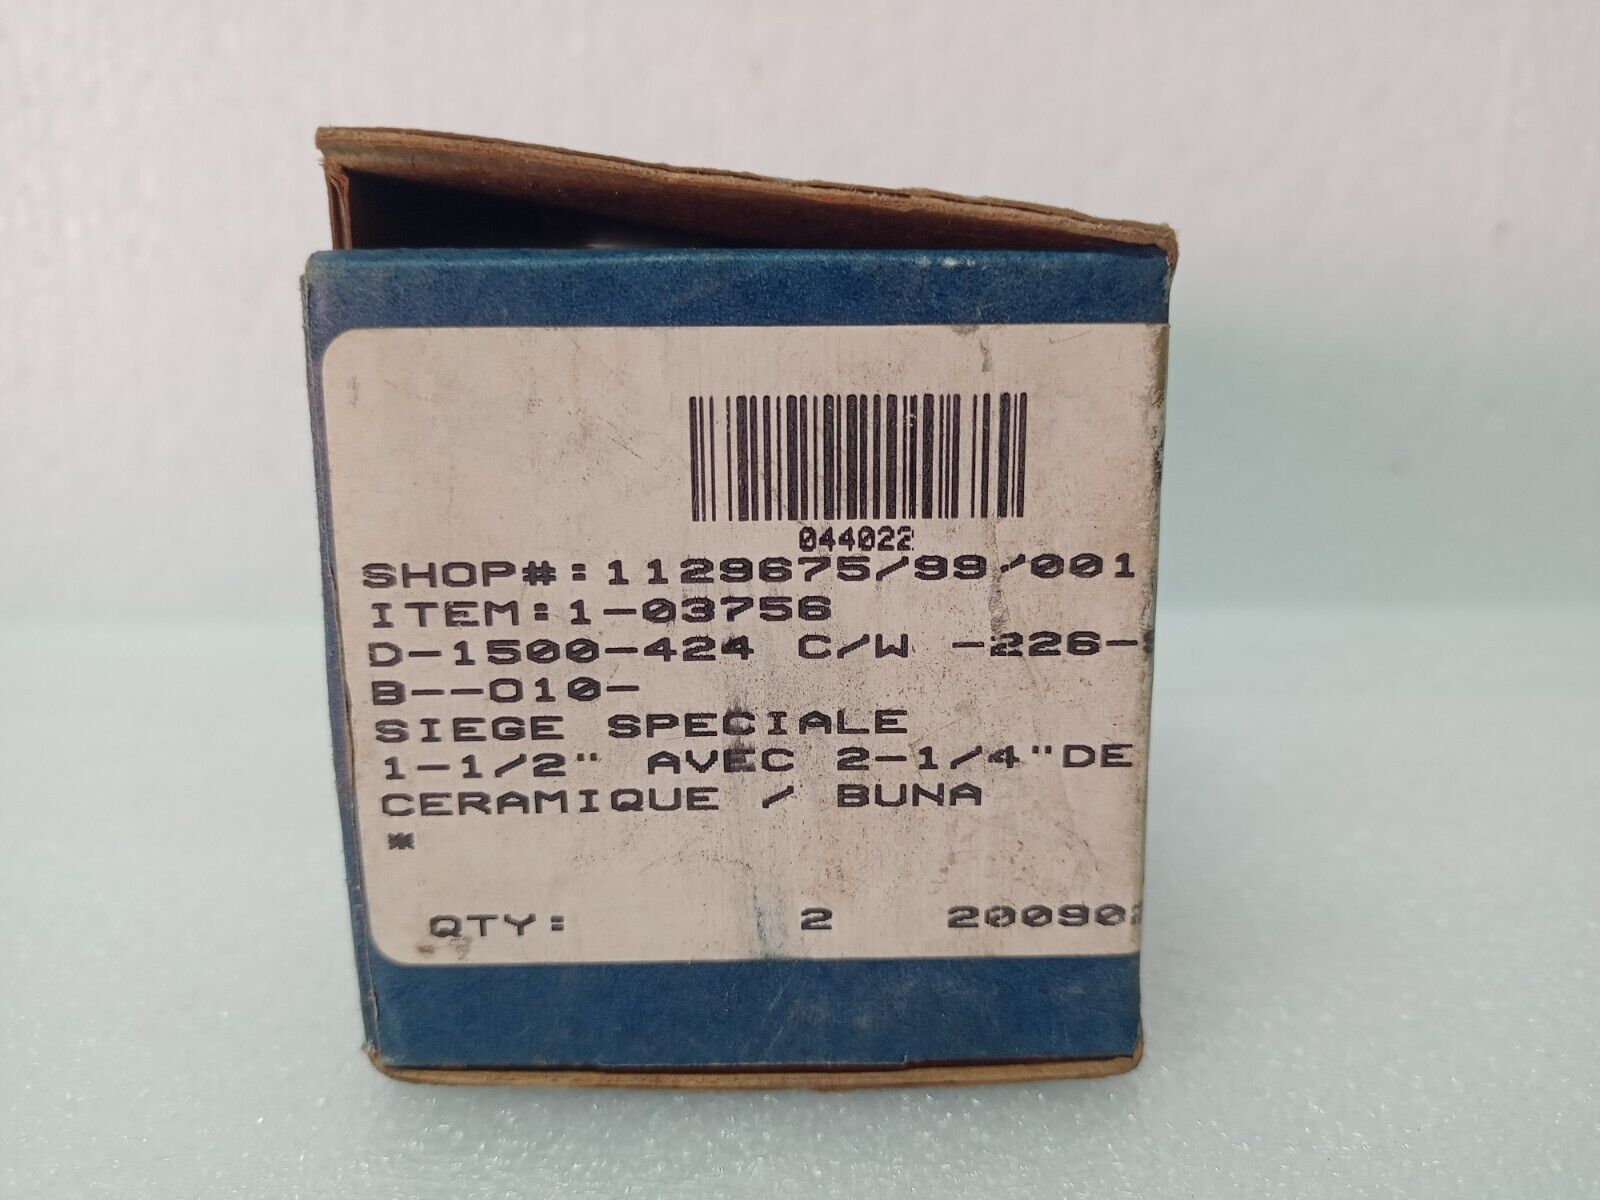 044022
SHOP#:1129675/99/001
ITEM:1-03756
D-1500-424 C/W -226-
B--010-
SIEGE SPECIALE
1-1/2" AVEC 2-1/4"DE
CERAMIQUE / BUNA
*
QTY: 2 200902